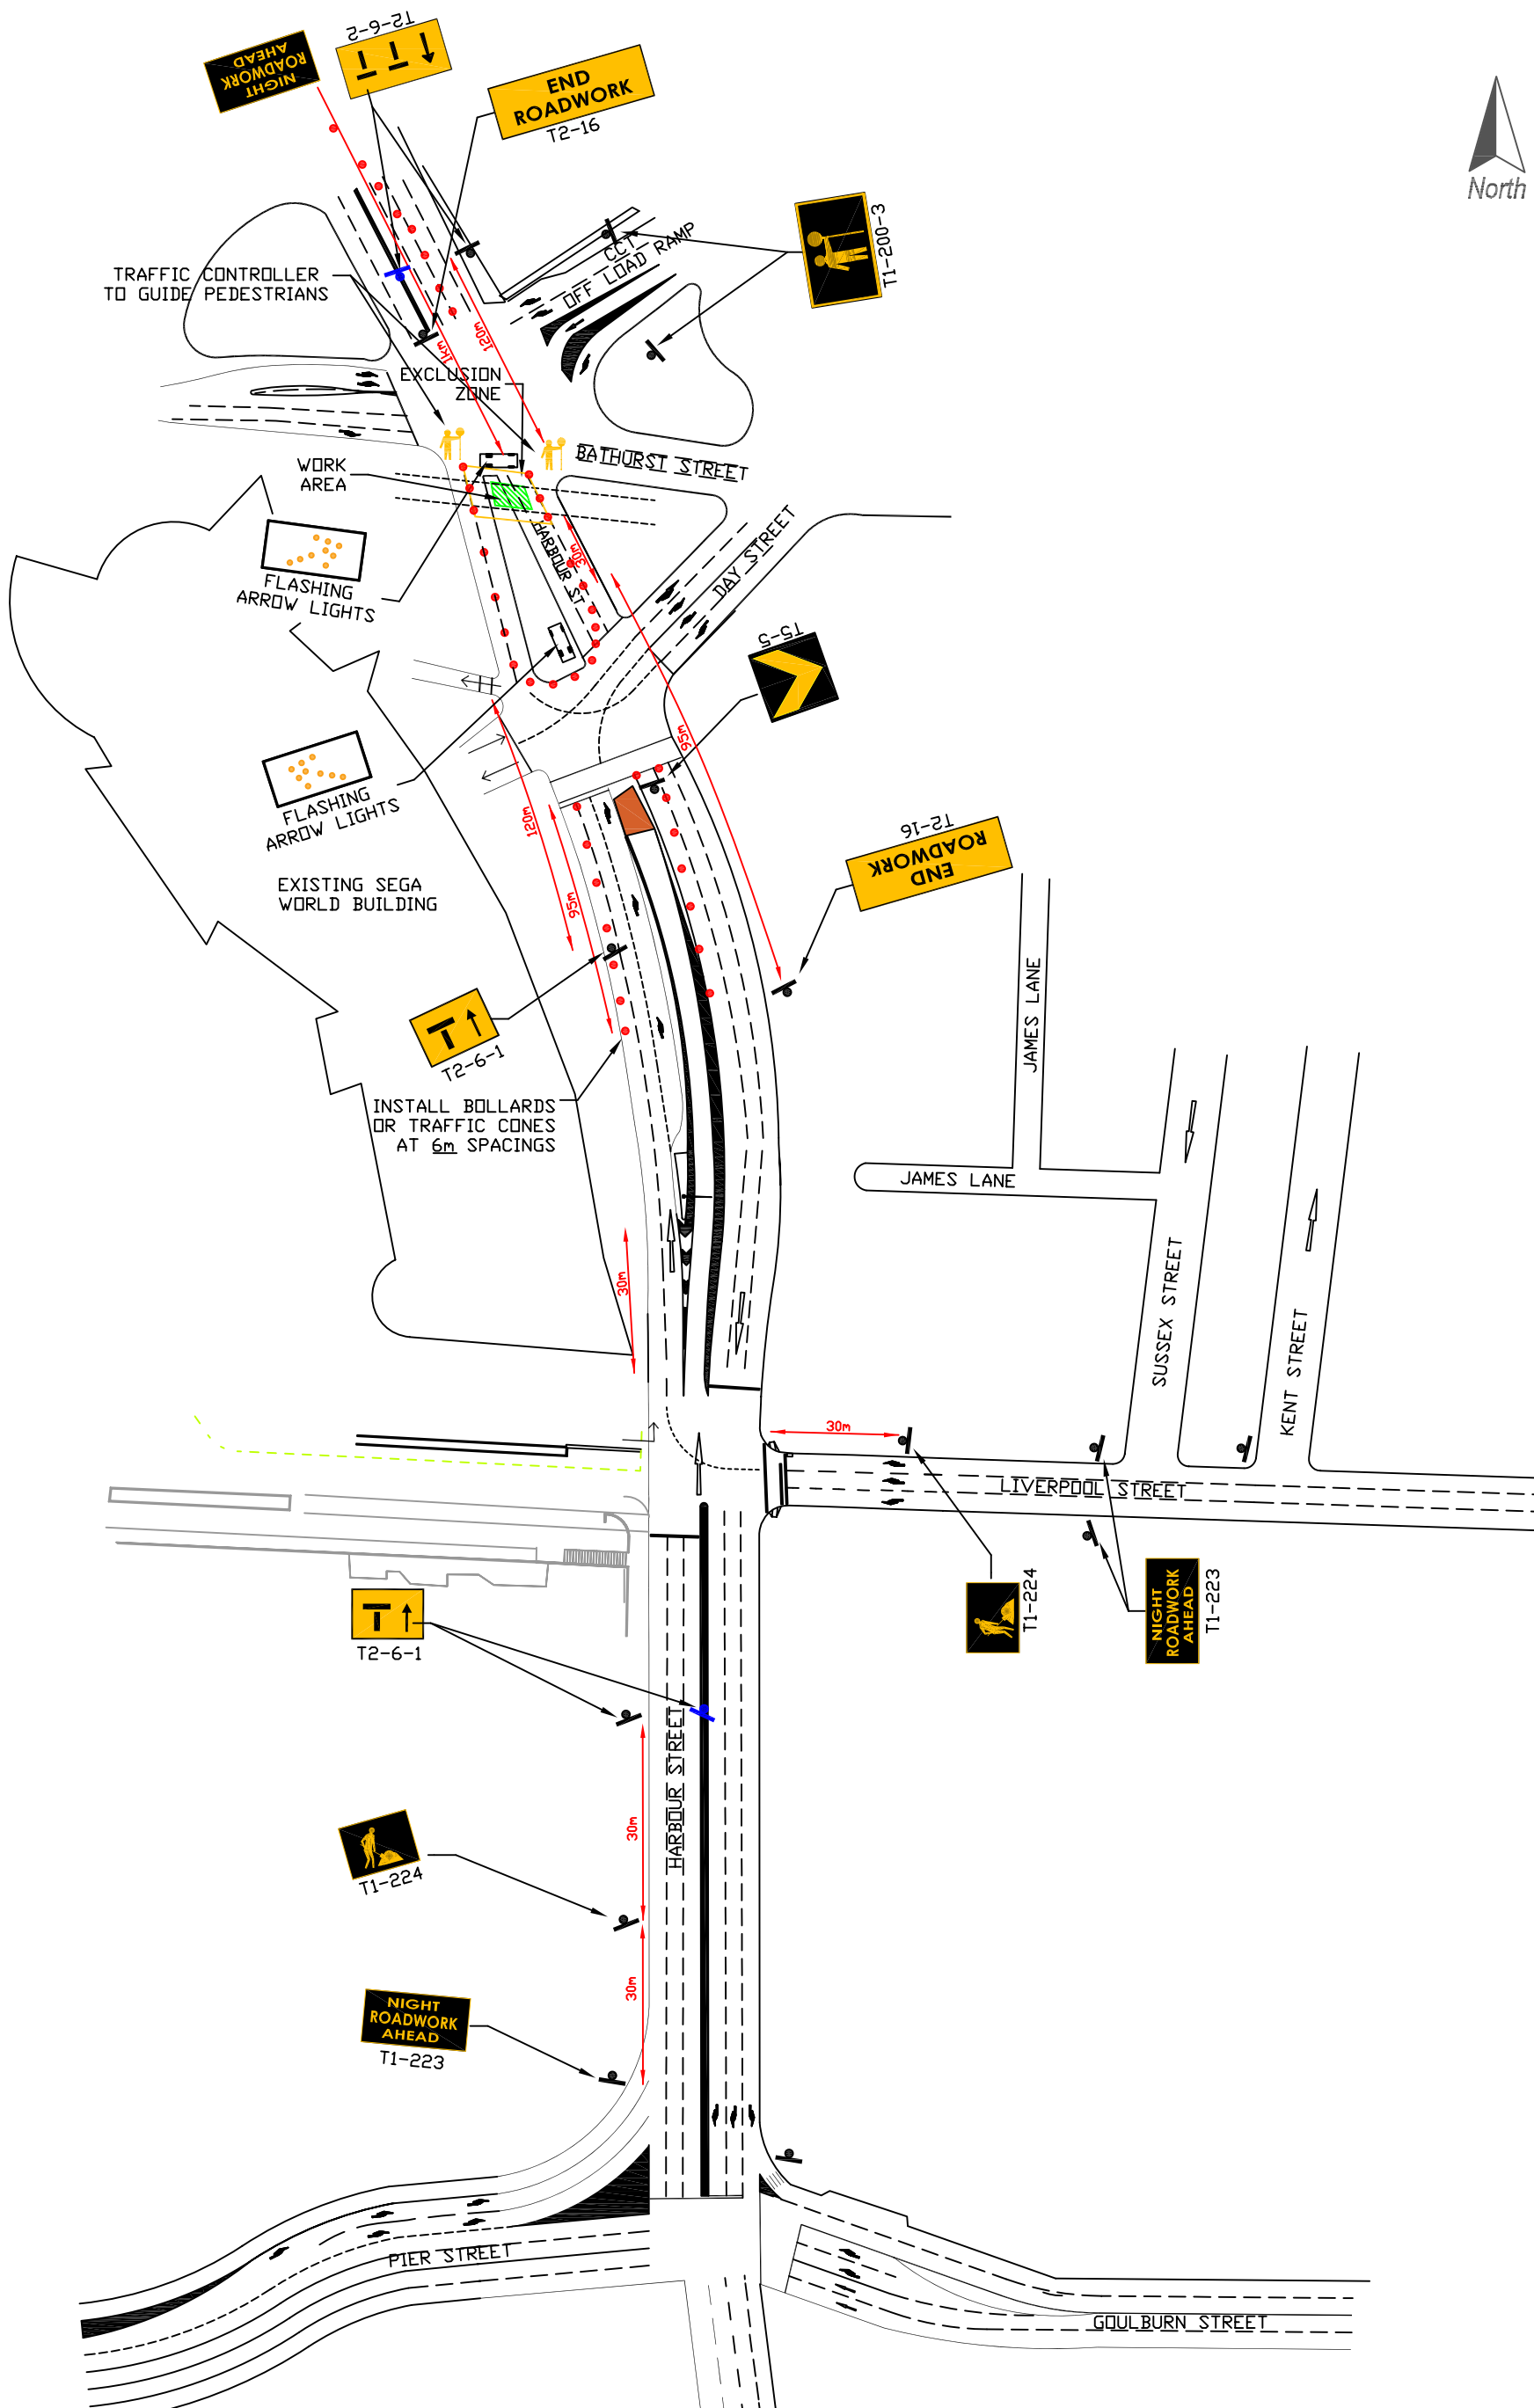 T2-6-2
NIGHT
ROADWORK
AHEAD
END
ROADWORK
T2-16
North
T1-200-3
CCT
OFF LOAD RAMP
TRAFFIC CONTROLLER
TO GUIDE PEDESTRIANS
1KM
120m
EXCLUSION
ZONE
BATHURST STREET
WORK
AREA
HARBOUR ST
30m
DAY STREET
FLASHING
ARROW LIGHTS
T5-5
95m
FLASHING
ARROW LIGHTS
120m
95m
T2-16
END
ROADWORK
EXISTING SEGA
WORLD BUILDING
T2-6-1
INSTALL BOLLARDS
OR TRAFFIC CONES
AT 6m SPACINGS
JAMES LANE
JAMES LANE
SUSSEX STREET
KENT STREET
30m
30m
LIVERPOOL STREET
T1-224
NIGHT
ROADWORK
AHEAD
T1-223
T2-6-1
HARBOUR STREET
30m
T1-224
30m
NIGHT
ROADWORK
AHEAD
T1-223
PIER STREET
GOULBURN STREET